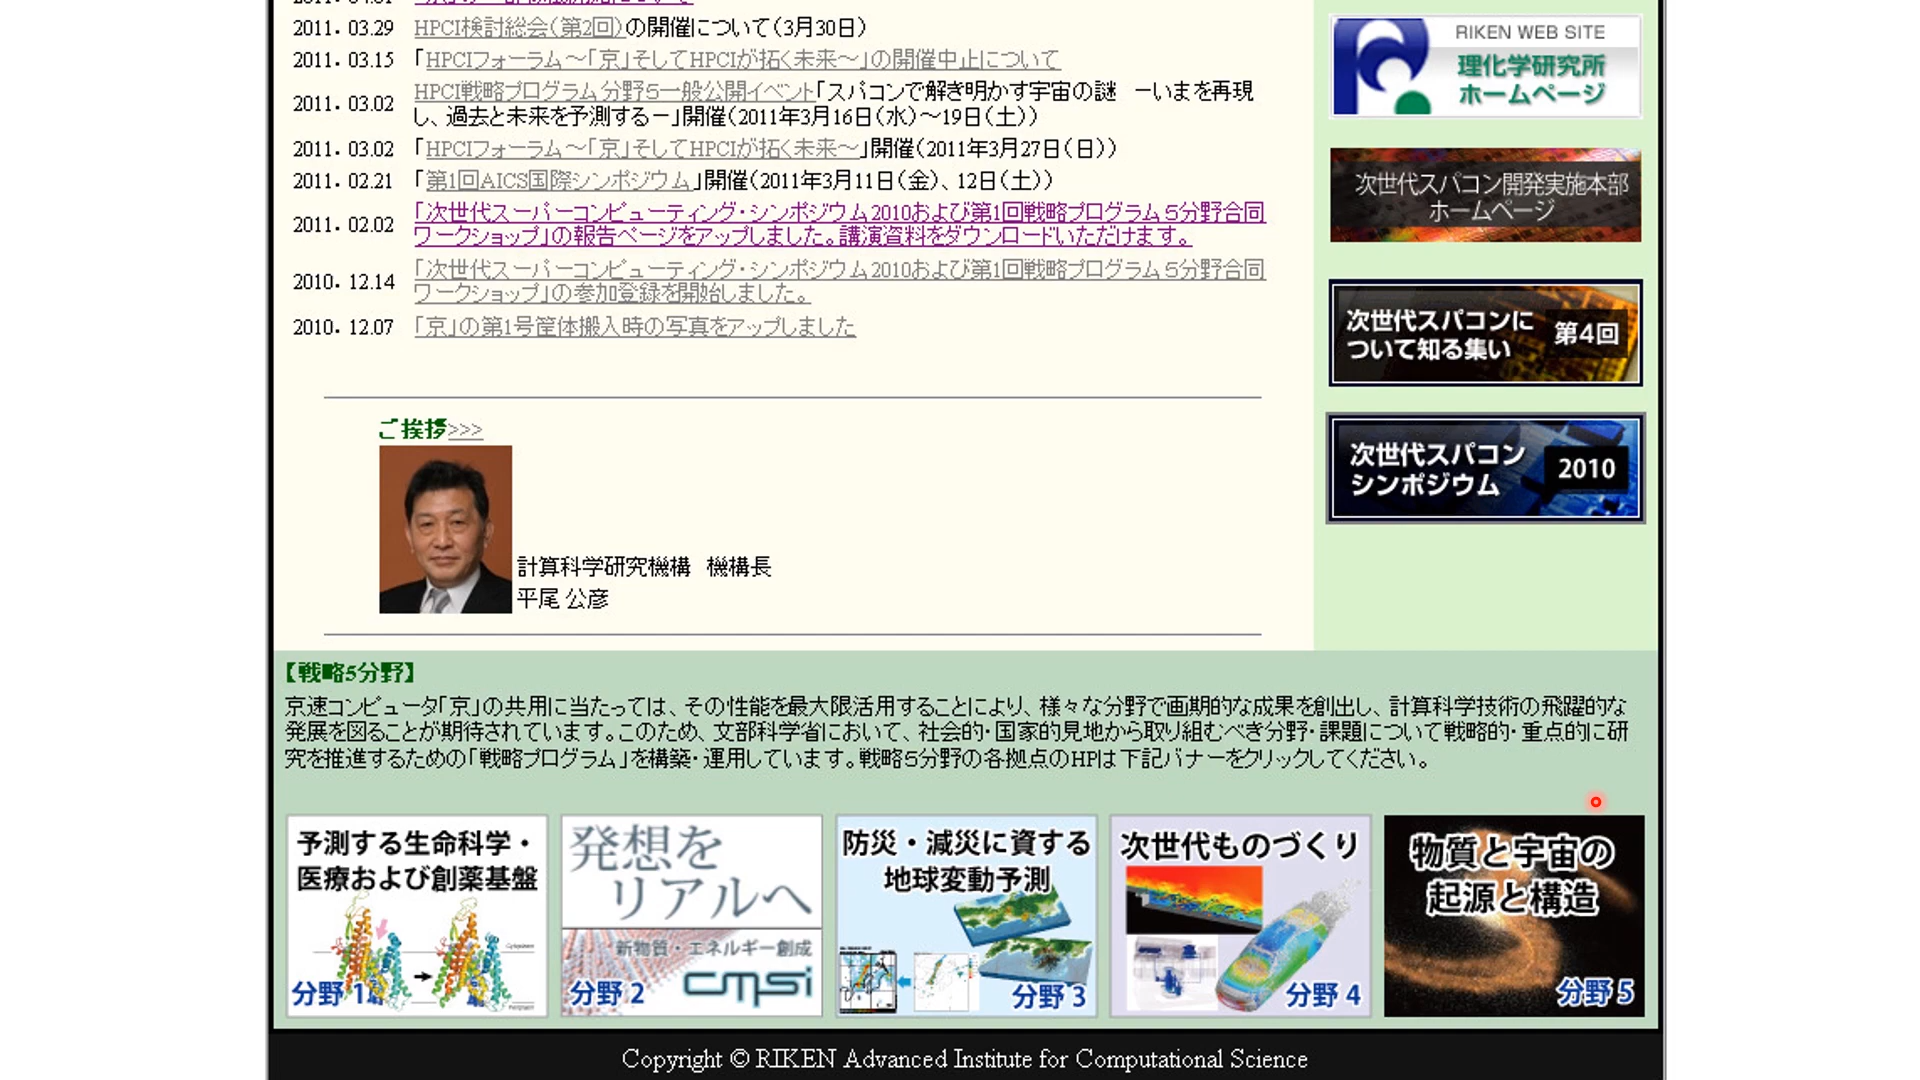 2011. 03.29 HPCI検討総会(第2回)の開催について(3月30日)
2011. 03.15 「HPCIフォーラム～「京」そしてHPCIが拓く未来～」の開催中止について
2011. 03.02 HPCI戦略プログラム分野5一般公開イベント「スパコンで解き明かす宇宙の謎 －いまを再現
し、過去と未来を予測する－」開催(2011年3月16日(水)～19日(土))
2011. 03.02 「HPCIフォーラム～「京」そしてHPCIが拓く未来～」開催(2011年3月27日(日))
2011. 02.21 「第1回AICS国際シンポジウム」開催(2011年3月11日(金)、12日(土))
2011. 02.02 「次世代スーパーコンピューティング・シンポジウム2010および第1回戦略プログラム5分野合同
ワークショップ」の報告ページをアップしました。講演資料をダウンロードいただけます。
2010. 12.14 「次世代スーパーコンピューティング・シンポジウム2010および第1回戦略プログラム5分野合同
ワークショップ」の参加登録を開始しました。
2010. 12.07 「京」の第1号筐体搬入時の写真をアップしました
ご挨拶>>>
計算科学研究機構 機構長
平尾 公彦
RIKEN WEB SITE
理化学研究所
ホームページ
次世代スパコン開発実施本部
ホームページ
次世代スパコンに
ついて知る集い 第4回
次世代スパコン
シンポジウム 2010
【戦略5分野】
京速コンピュータ「京」の共用に当たっては、その性能を最大限活用することにより、様々な分野で画期的な成果を創出し、計算科学技術の飛躍的な
発展を図ることが期待されています。このため、文部科学省において、社会的・国家的見地から取り組むべき分野・課題について戦略的・重点的に研
究を推進するための「戦略プログラム」を構築・運用しています。戦略5分野の各拠点のHPは下記バナーをクリックしてください。
予測する生命科学・
医療および創薬基盤
分野 1
発想を
リアルへ
新物質・エネルギー創成
cmsi
分野 2
防災・減災に資する
地球変動予測
分野 3
次世代ものづくり
分野 4
物質と宇宙の
起源と構造
分野 5
Copyright © RIKEN Advanced Institute for Computational Science